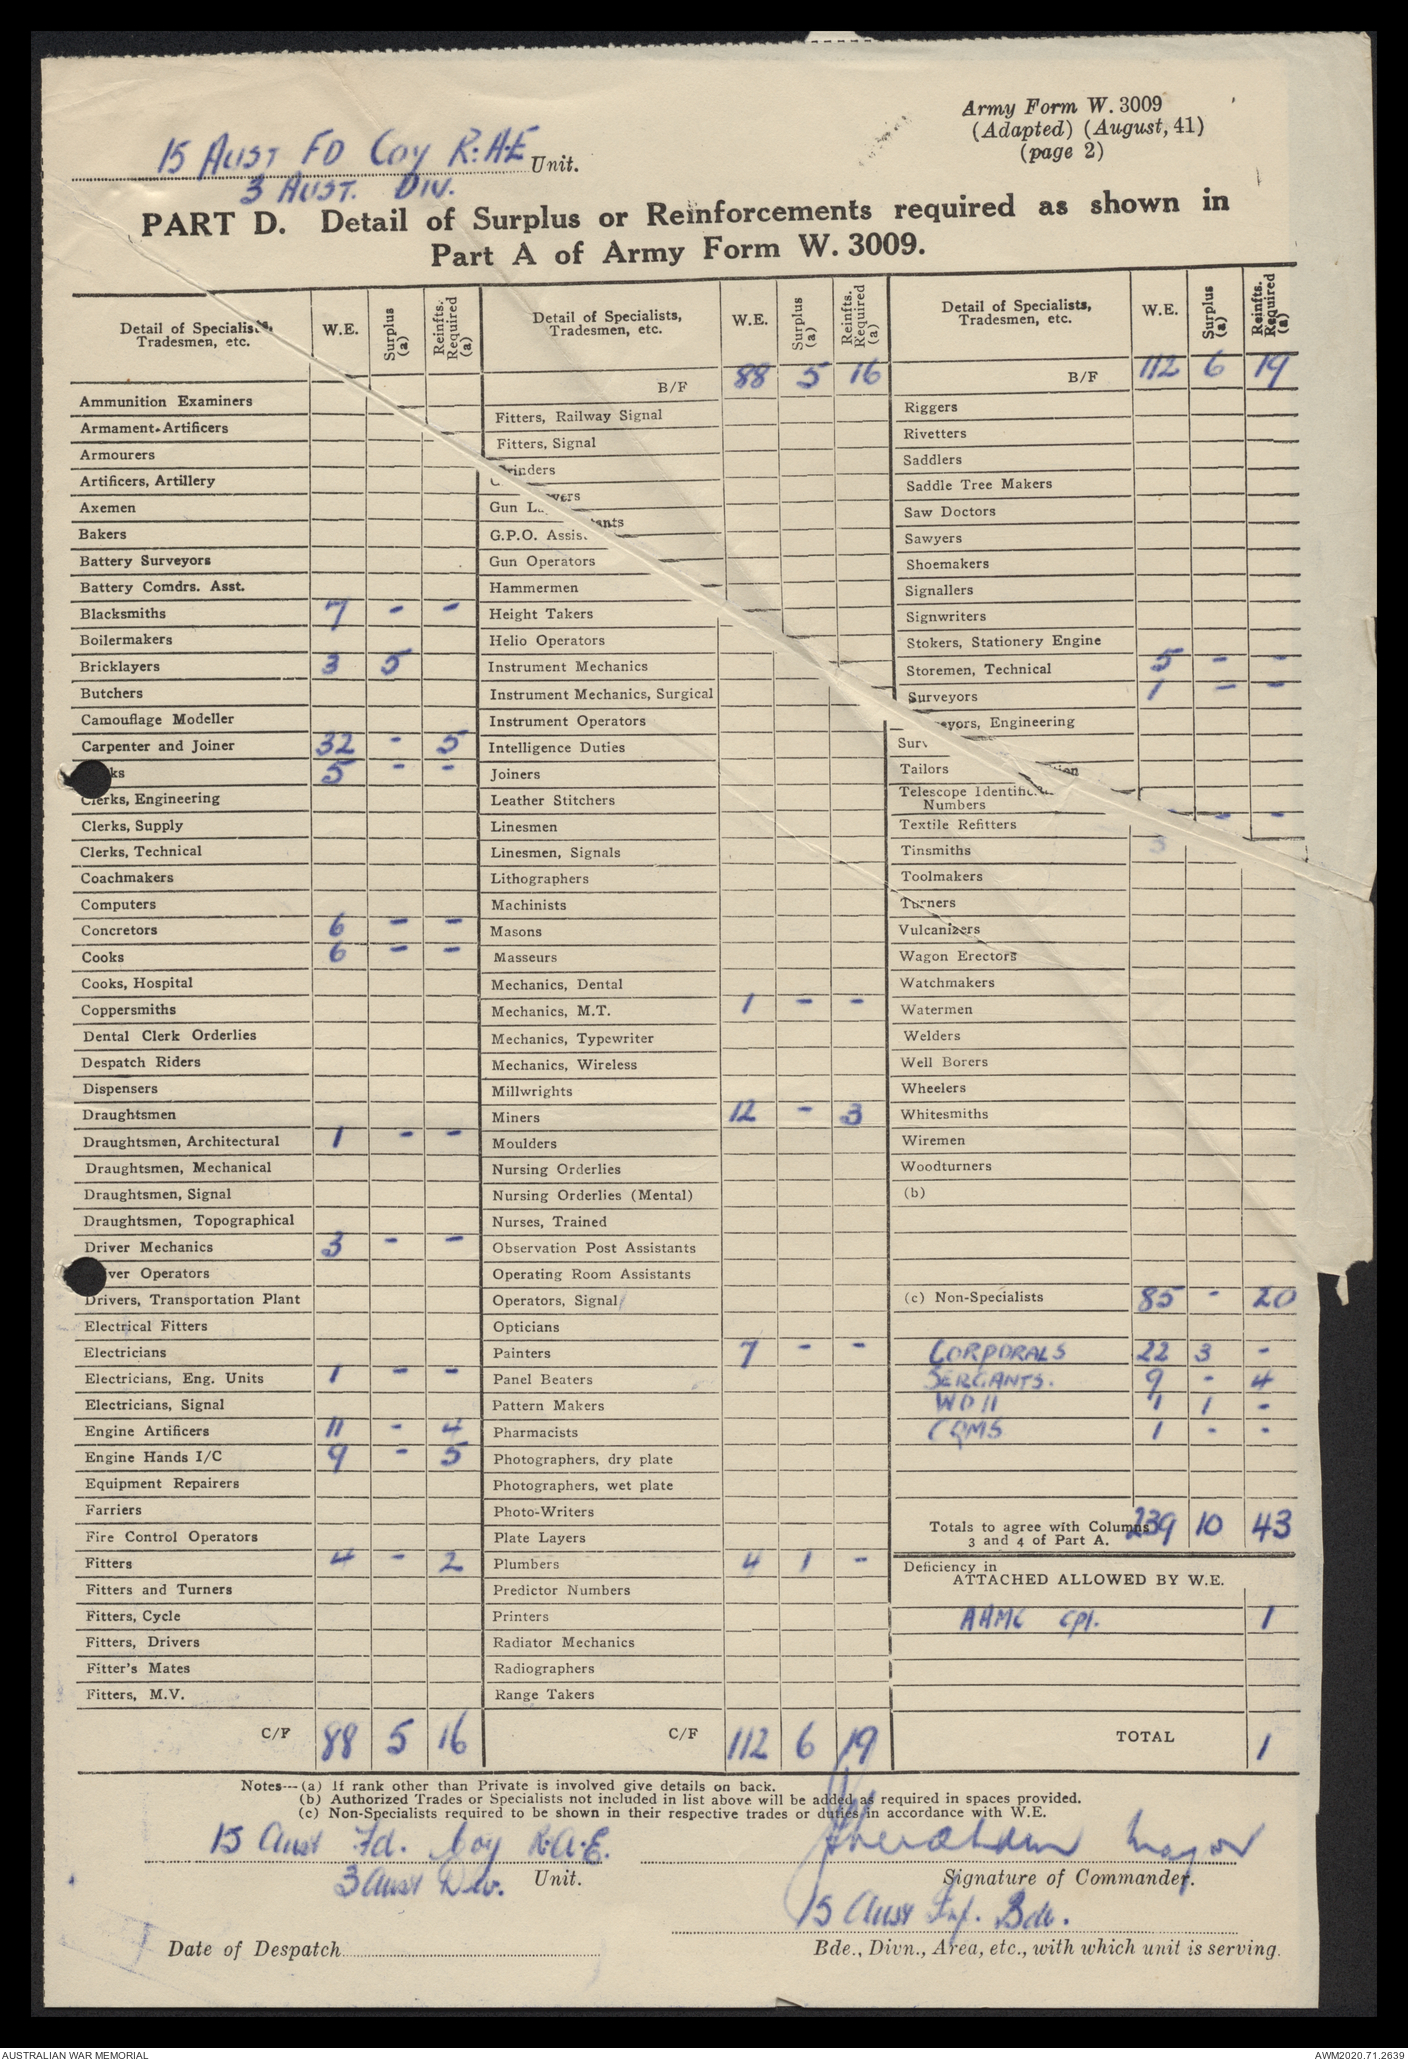 Army Form W. 3009
(Adapted) (August, 41)
(page 2)
15 AUST FD COY R.A.E Unit.
3 AUST. DIV.
PART D. Detail of Surplus or Reinforcements required as shown in
Part A of Army Form W. 3009.
Detail of Specialists, Tradesmen, etc. W.E. Surplus (a) Reinfts. Required (a)
Ammunition Examiners
Armament Artificers
Armourers
Artificers, Artillery
Axemen
Bakers
Battery Surveyors
Battery Comdrs. Asst.
Blacksmiths 7 - -
Boilermakers
Bricklayers 3 5
Butchers
Camouflage Modeller
Carpenter and Joiner 32 - 5
ks 5 - -
Clerks, Engineering
Clerks, Supply
Clerks, Technical
Coachmakers
Computers
Concretors 6 - -
Cooks 6 - -
Cooks, Hospital
Coppersmiths
Dental Clerk Orderlies
Despatch Riders
Dispensers
Draughtsmen
Draughtsmen, Architectural 1 - -
Draughtsmen, Mechanical
Draughtsmen, Signal
Draughtsmen, Topographical
Driver Mechanics 3 - -
ver Operators
Drivers, Transportation Plant
Electrical Fitters
Electricians
Electricians, Eng. Units 1 - -
Electricians, Signal
Engine Artificers 11 - 4
Engine Hands I/C 9 - 5
Equipment Repairers
Farriers
Fire Control Operators
Fitters 4 - 2
Fitters and Turners
Fitters, Cycle
Fitters, Drivers
Fitter's Mates
Fitters, M.V.
C/F 88 5 16
Detail of Specialists, Tradesmen, etc. W.E. Surplus (a) Reinfts. Required (a)
B/F 88 5 16
Fitters, Railway Signal
Fitters, Signal
rinders
Gun L yers
G.P.O. Assis tants
Gun Operators
Hammermen
Height Takers
Helio Operators
Instrument Mechanics
Instrument Mechanics, Surgical
Instrument Operators
Intelligence Duties
Joiners
Leather Stitchers
Linesmen
Linesmen, Signals
Lithographers
Machinists
Masons
Masseurs
Mechanics, Dental
Mechanics, M.T. 1 - -
Mechanics, Typewriter
Mechanics, Wireless
Millwrights
Miners 12 - 3
Moulders
Nursing Orderlies
Nursing Orderlies (Mental)
Nurses, Trained
Observation Post Assistants
Operating Room Assistants
Operators, Signal
Opticians
Painters 7 - -
Panel Beaters
Pattern Makers
Pharmacists
Photographers, dry plate
Photographers, wet plate
Photo-Writers
Plate Layers
Plumbers 4 1 -
Predictor Numbers
Printers
Radiator Mechanics
Radiographers
Range Takers
C/F 112 6 19
Detail of Specialists, Tradesmen, etc. W.E. Surplus (a) Reinfts. Required (a)
B/F 112 6 19
Riggers
Rivetters
Saddlers
Saddle Tree Makers
Saw Doctors
Sawyers
Shoemakers
Signallers
Signwriters
Stokers, Stationery Engine
Storemen, Technical 5 - -
Surveyors 1 - -
Surv eyors, Engineering
Tailors
Telescope Identific tion
Numbers
Textile Refitters - -
Tinsmiths 3
Toolmakers
Turners
Vulcanizers
Wagon Erectors
Watchmakers
Watermen
Welders
Well Borers
Wheelers
Whitesmiths
Wiremen
Woodturners
(b)
(c) Non-Specialists 85 - 20
CORPORALS 22 3 -
SERGANTS. 9 - 4
WO II 1 1 -
CQMS 1 - -
Totals to agree with Columns 3 and 4 of Part A. 239 10 43
Deficiency in
ATTACHED ALLOWED BY W.E.
AAMC Cpl. 1
TOTAL 1
Notes--(a) If rank other than Private is involved give details on back.
(b) Authorized Trades or Specialists not included in list above will be added as required in spaces provided.
(c) Non-Specialists required to be shown in their respective trades or duties in accordance with W.E.
15 Aust Fd. Coy R.A.E. Major
3 Aust Div. Unit. Signature of Commander.
15 Aust Inf. Bde.
Date of Despatch Bde., Divn., Area, etc., with which unit is serving.
AUSTRALIAN WAR MEMORIAL AWM2020.71.2639